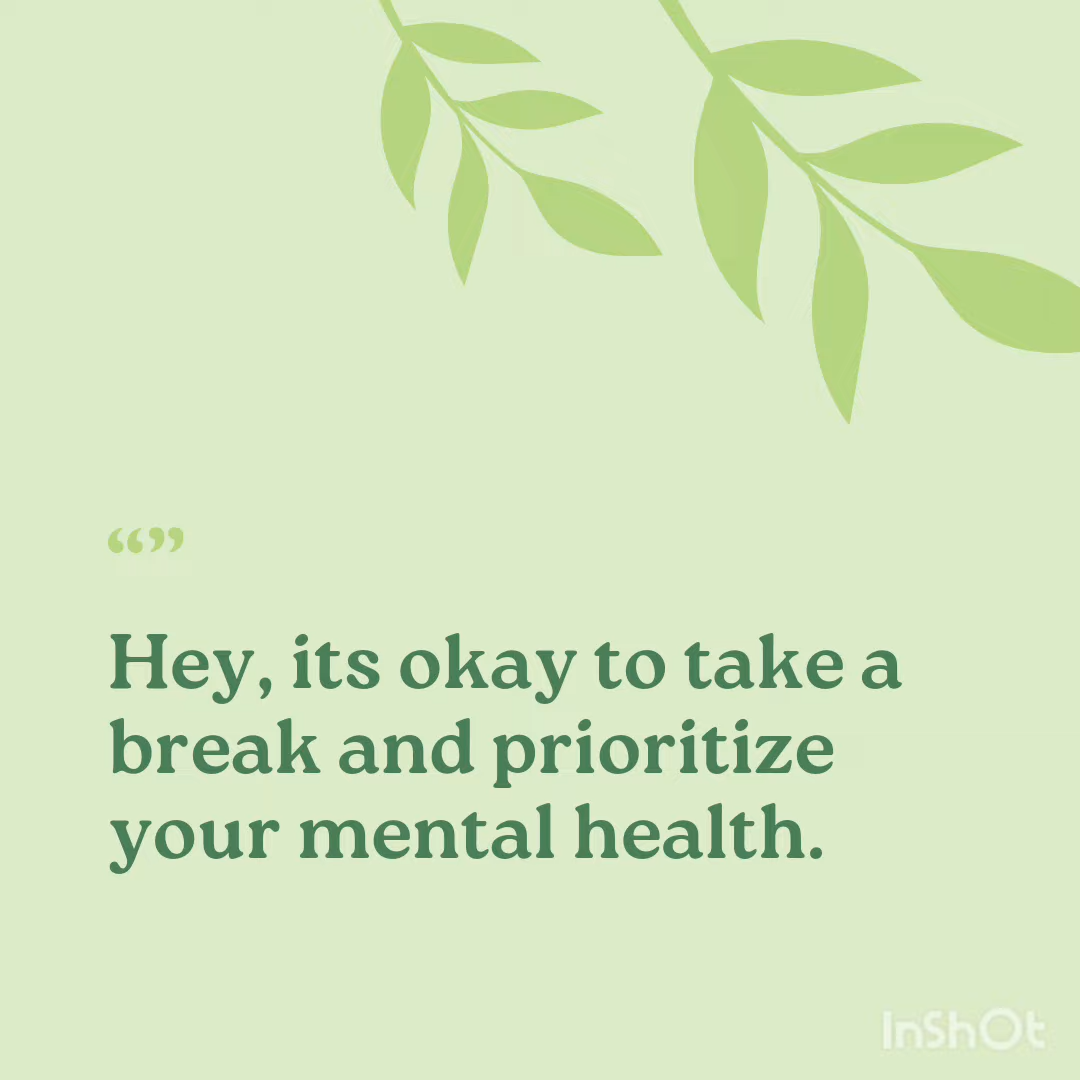 “”
Hey, its okay to take a
break and prioritize
your mental health.
InShOt